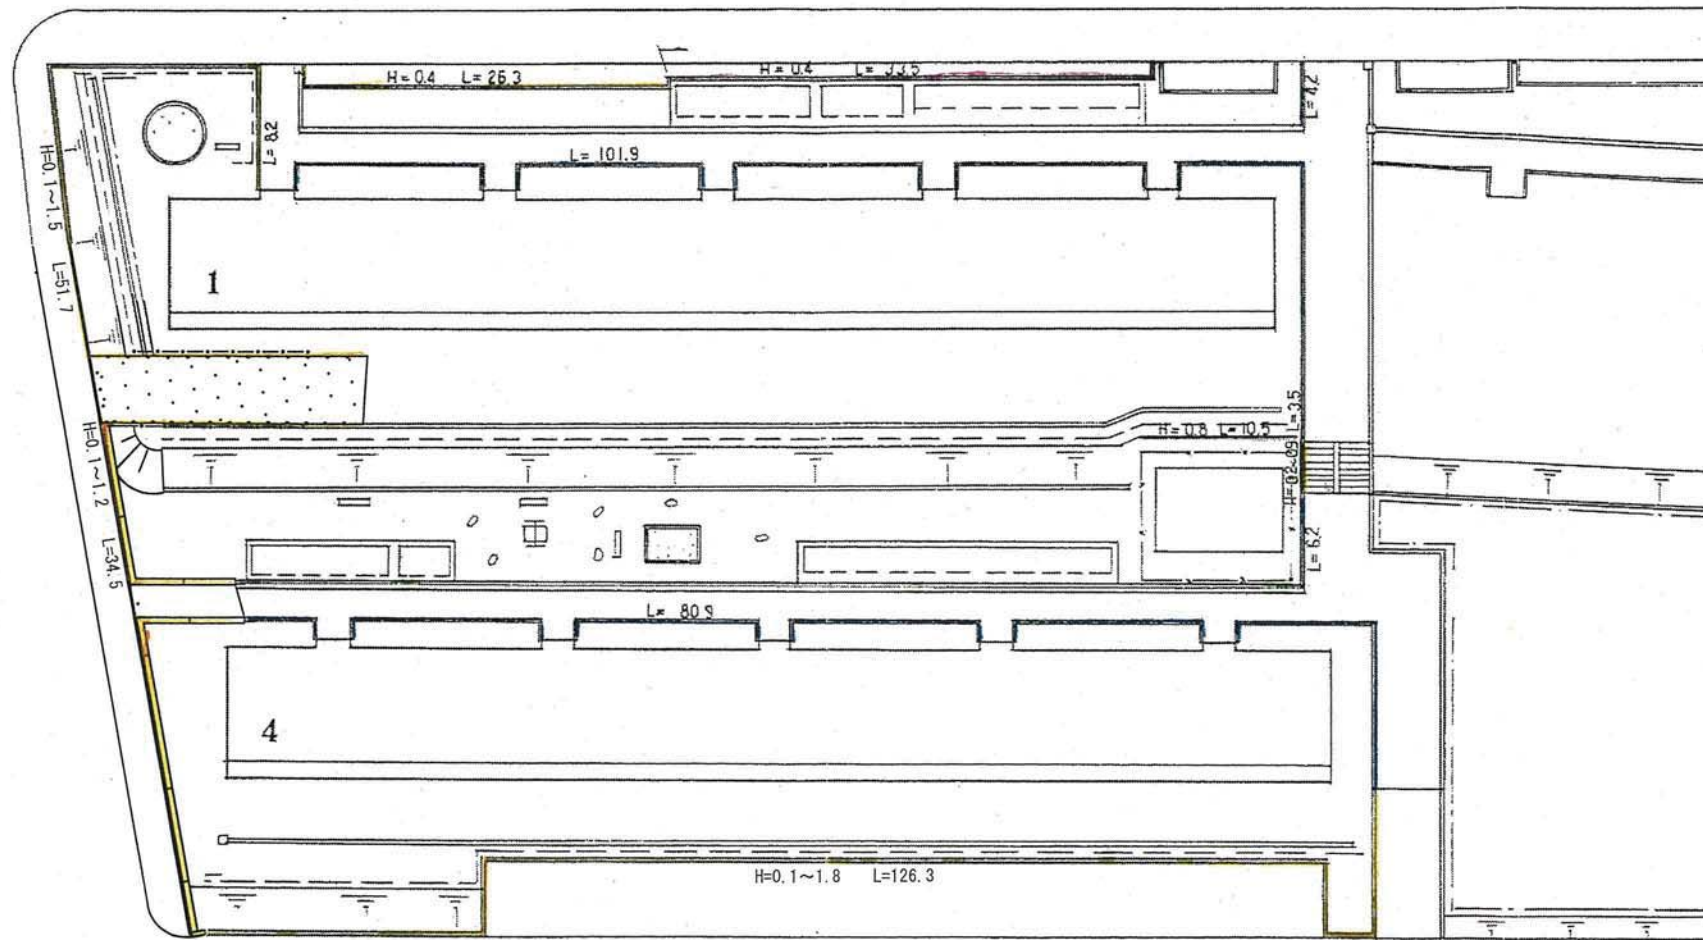 H=0.4 L=26.3
H=0.4 L=33.5
L=4.2
L=8.2
L=101.9
H=0.1～1.5 L=51.7
1
H=0.1～1.2 L=34.5
H=0.8 L=10.5
H=0.2~0.9 L=3.5
L=6.2
L=80.9
4
H=0.1～1.8 L=126.3